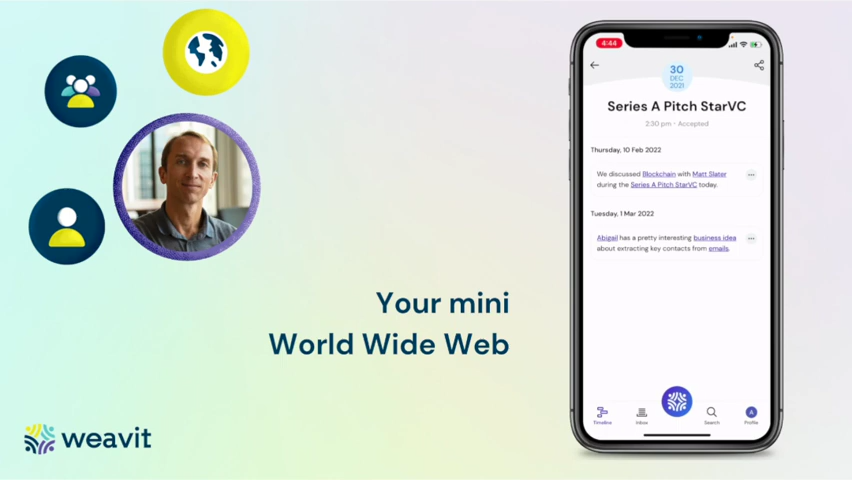 Your mini
World Wide Web
weavit
4:44
30
DEC
2021
Series A Pitch StarVC
2:30 pm - Accepted
Thursday, 10 Feb 2022
We discussed Blockchain with Matt Slater
during the Series A Pitch StarVC today.
Tuesday, 1 Mar 2022
Abigail has a pretty interesting business idea
about extracting key contacts from emails.
Timeline
Inbox
Search
A
Profile